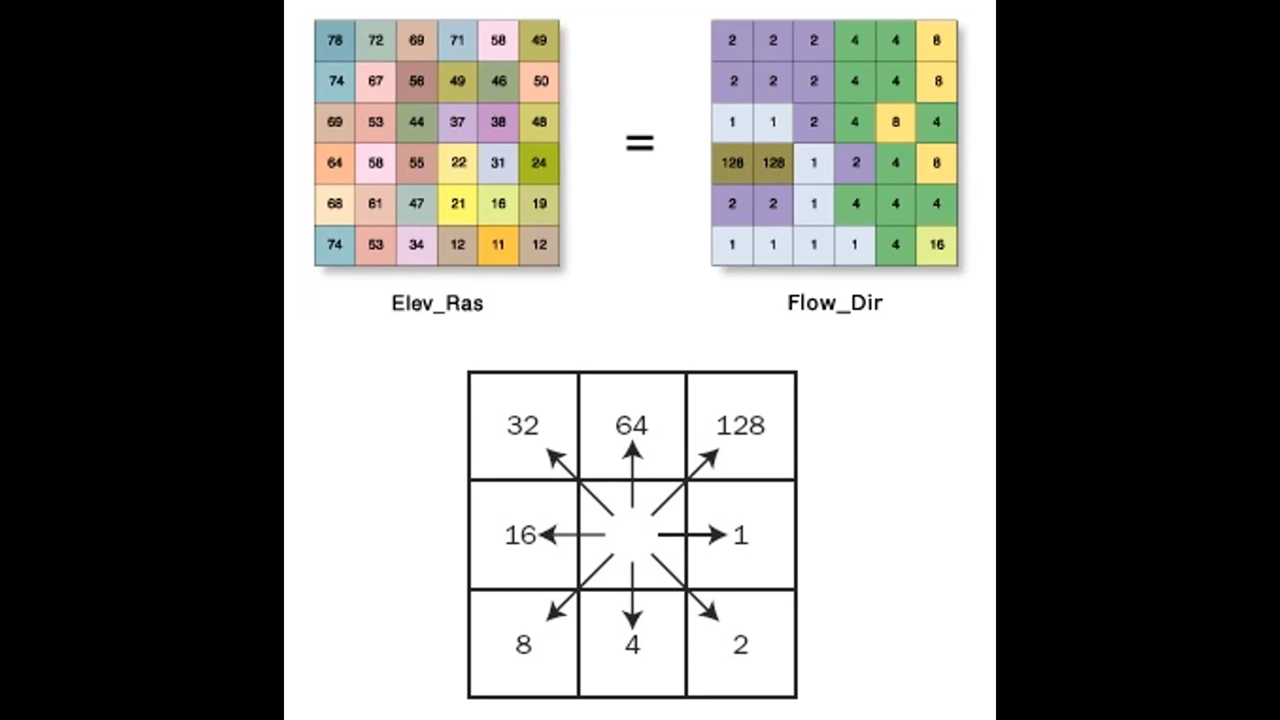 78 72 69 71 58 49 2 2 2 4 4 8
74 67 56 49 46 50 2 2 2 4 4 8
69 53 44 37 38 48 = 1 1 2 4 8 4
64 58 55 22 31 24 128 128 1 2 4 8
68 61 47 21 16 19 2 2 1 4 4 4
74 53 34 12 11 12 1 1 1 1 4 16
Elev_Ras Flow_Dir
32 64 128
16 1
8 4 2